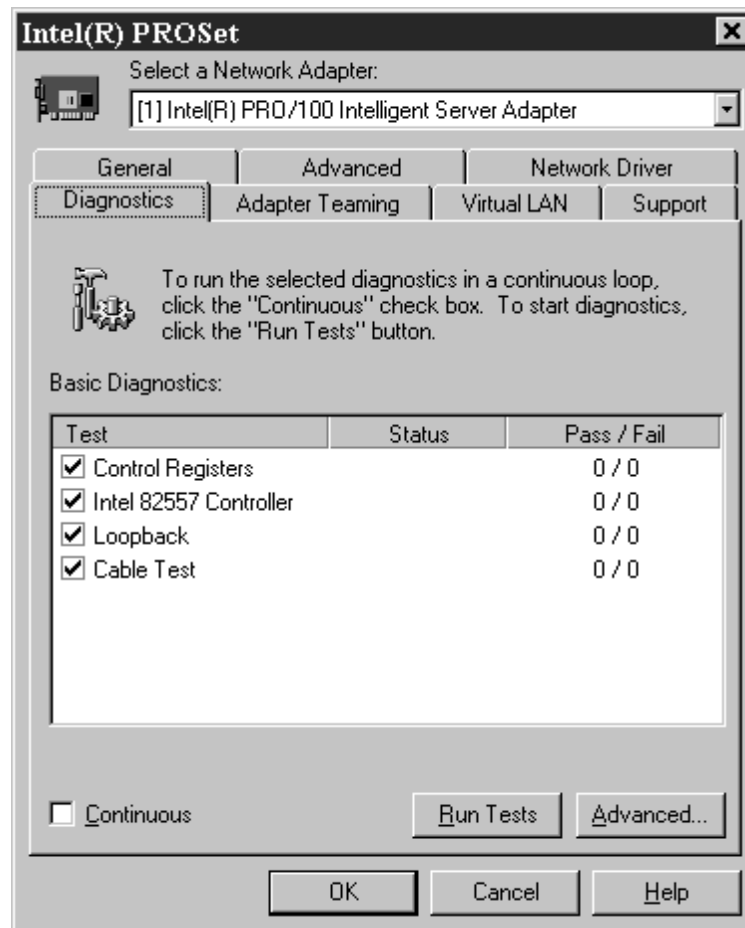 Intel(R) PROSet
Select a Network Adapter:
[1] Intel(R) PRO/100 Intelligent Server Adapter
General Advanced Network Driver
Diagnostics Adapter Teaming Virtual LAN Support
To run the selected diagnostics in a continuous loop,
click the "Continuous" check box. To start diagnostics,
click the "Run Tests" button.
Basic Diagnostics:
Test Status Pass / Fail
Control Registers 0 / 0
Intel 82557 Controller 0 / 0
Loopback 0 / 0
Cable Test 0 / 0
Continuous Run Tests Advanced...
OK Cancel Help